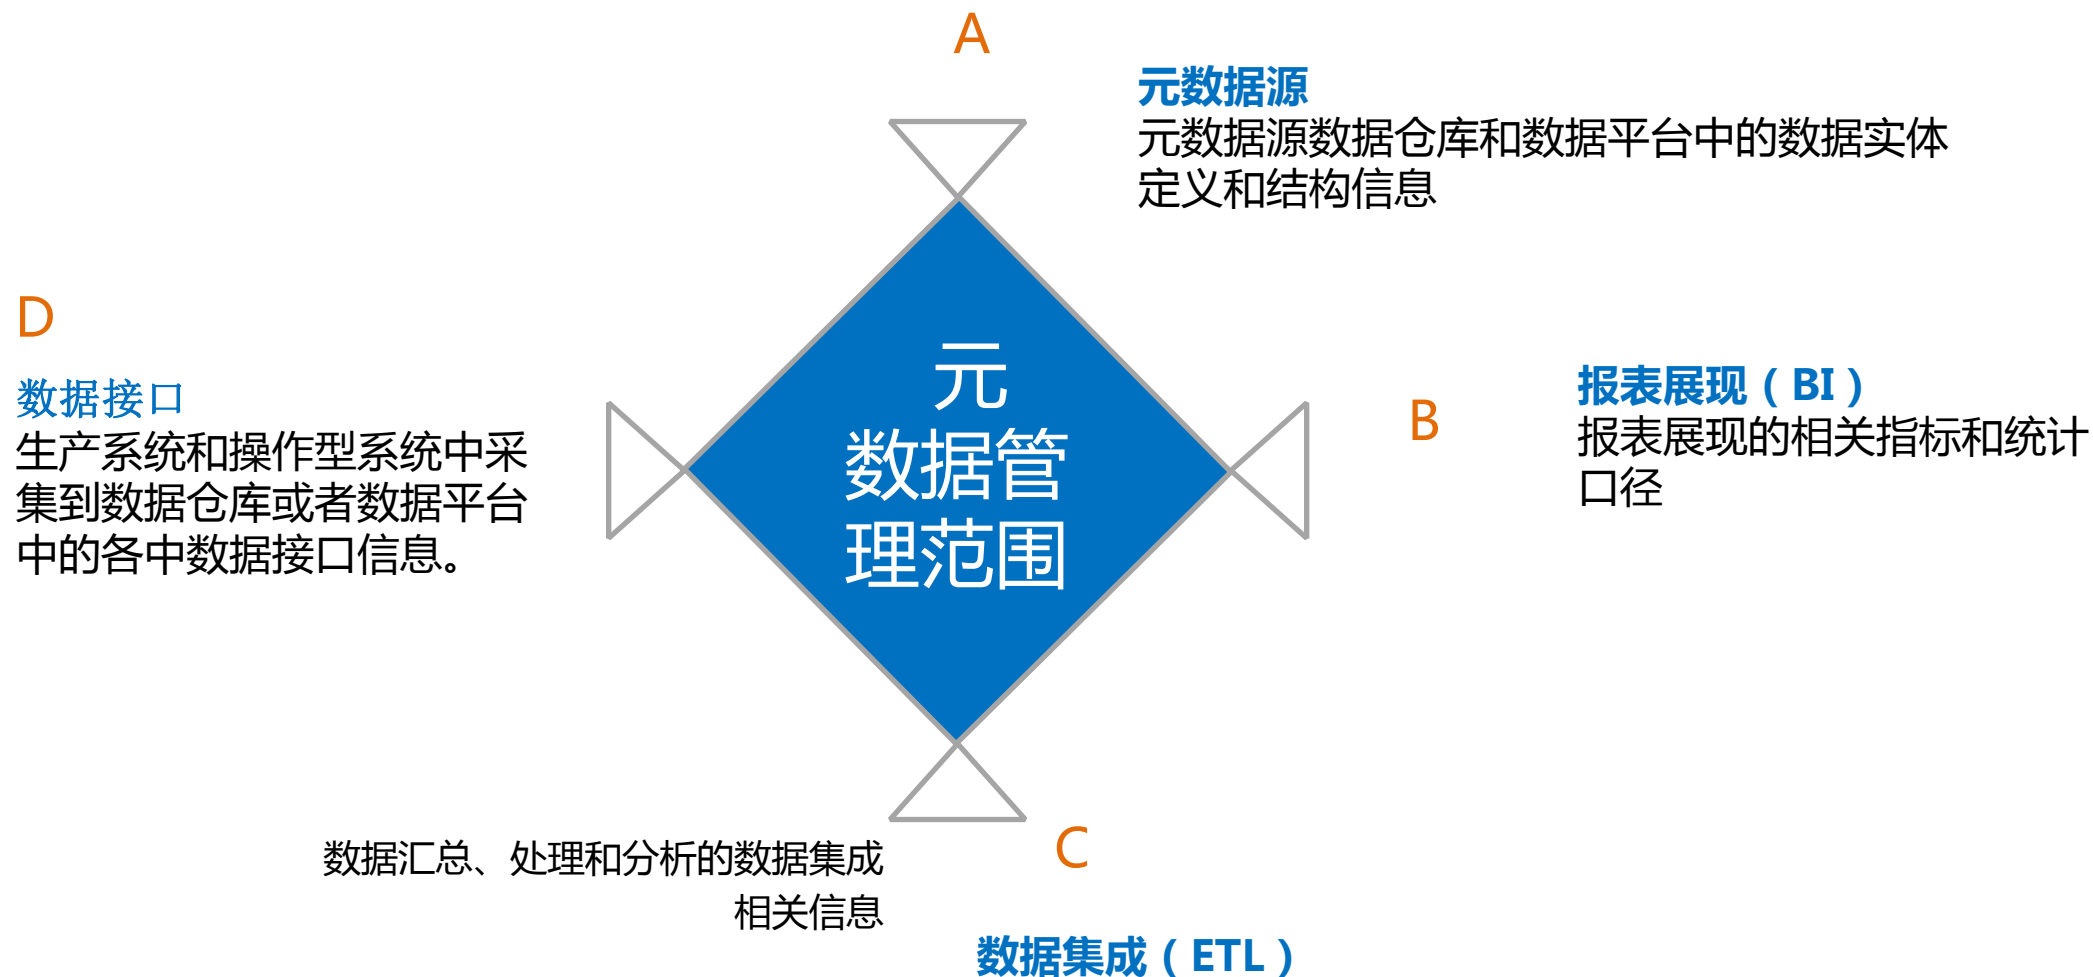 A
元数据源
元数据源数据仓库和数据平台中的数据实体
定义和结构信息
D
数据接口
生产系统和操作型系统中采
集到数据仓库或者数据平台
中的各中数据接口信息。
元
数据管
理范围
B
报表展现（BI）
报表展现的相关指标和统计
口径
C
数据汇总、处理和分析的数据集成
相关信息
数据集成（ETL）